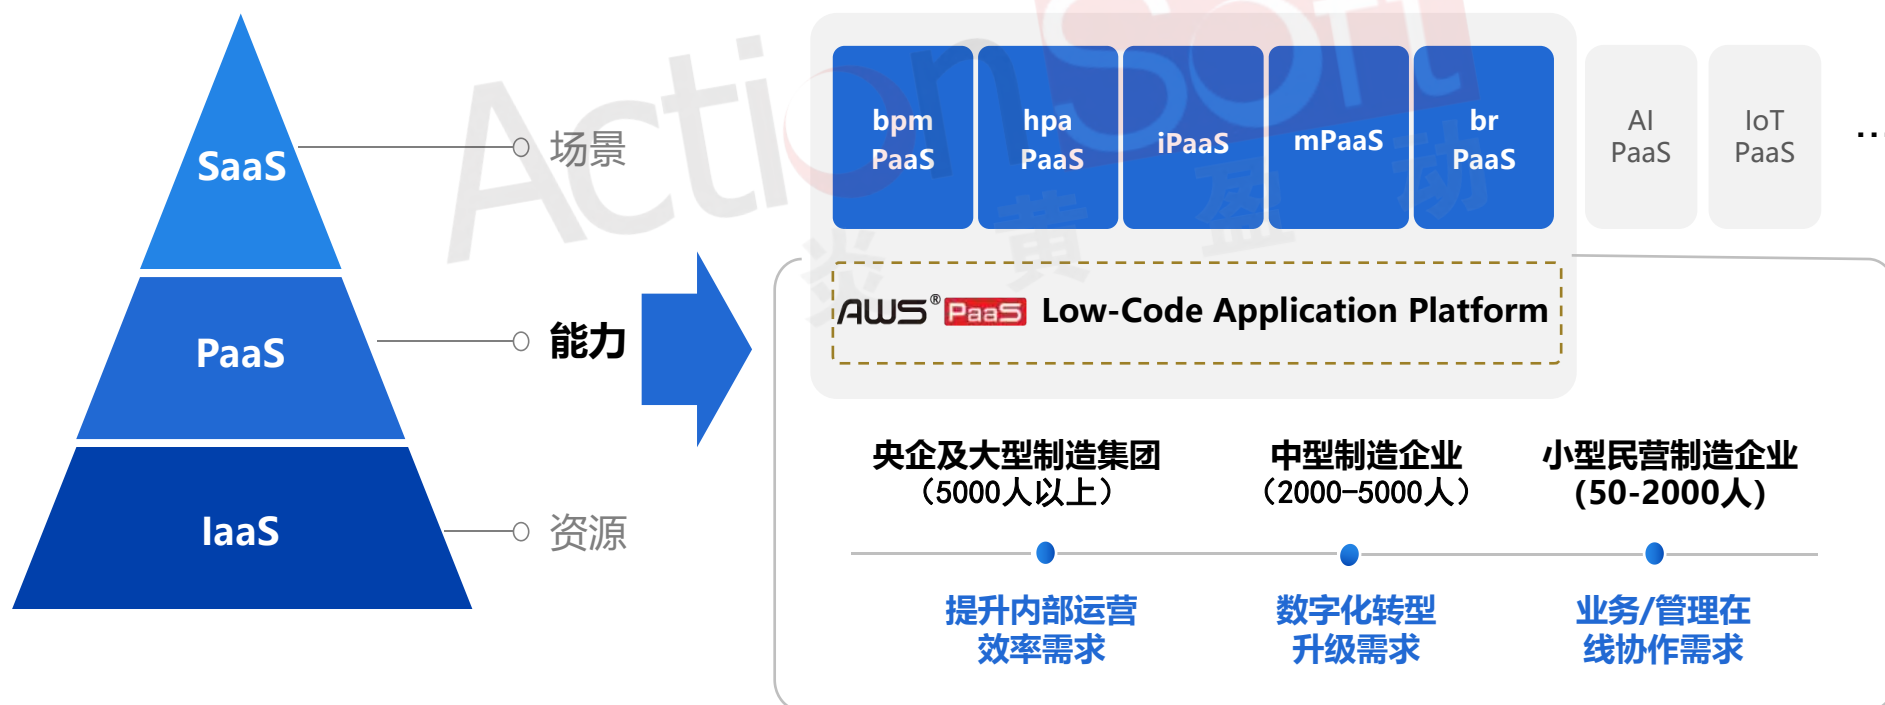 SaaS
场景
PaaS
能力
IaaS
资源
bpm
PaaS
hpa
PaaS
iPaaS
mPaaS
br
PaaS
AI
PaaS
IoT
PaaS
...
AWS® PaaS Low-Code Application Platform
央企及大型制造集团
（5000人以上）
中型制造企业
（2000-5000人）
小型民营制造企业
(50-2000人)
提升内部运营
效率需求
数字化转型
升级需求
业务/管理在
线协作需求
ActionSoft
炎黄盈动